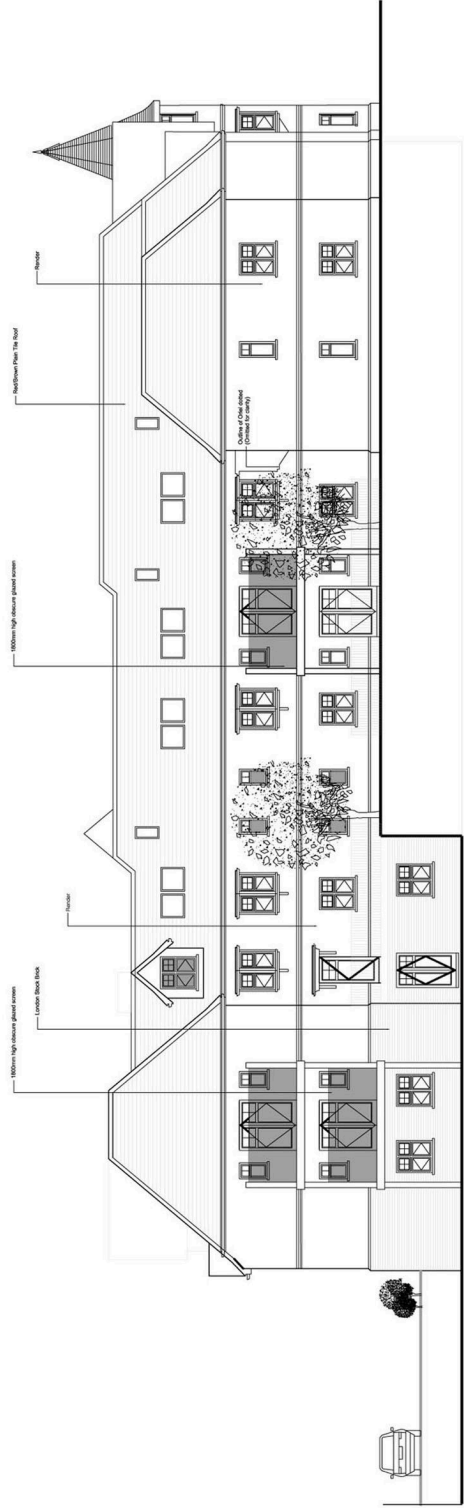 1800mm high obscure glazed screen
London Stock Brick
Render
1800mm high obscure glazed screen
Outline of Oriel dotted
(Omitted for clarity)
Red/Brown Plain Tile Roof
Render